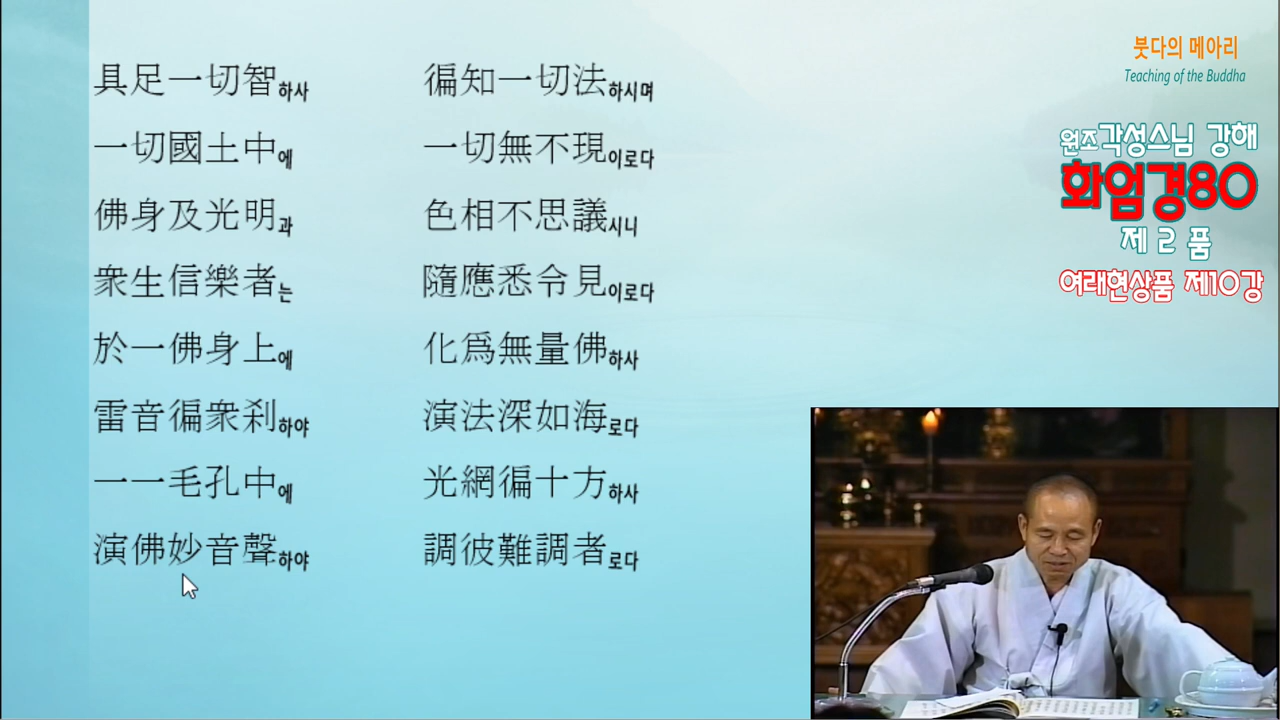 具足一切智하사 徧知一切法하시며
一切國土中에 一切無不現이로다
佛身及光明과 色相不思議시니
衆生信樂者는 隨應悉令見이로다
於一佛身上에 化爲無量佛하사
雷音徧衆刹하야 演法深如海로다
一一毛孔中에 光網徧十方하사
演佛妙音聲하야 調彼難調者로다
붓다의 메아리
Teaching of the Buddha
원조각성스님 강해
화엄경80
제 2 품
여래현상품 제10강